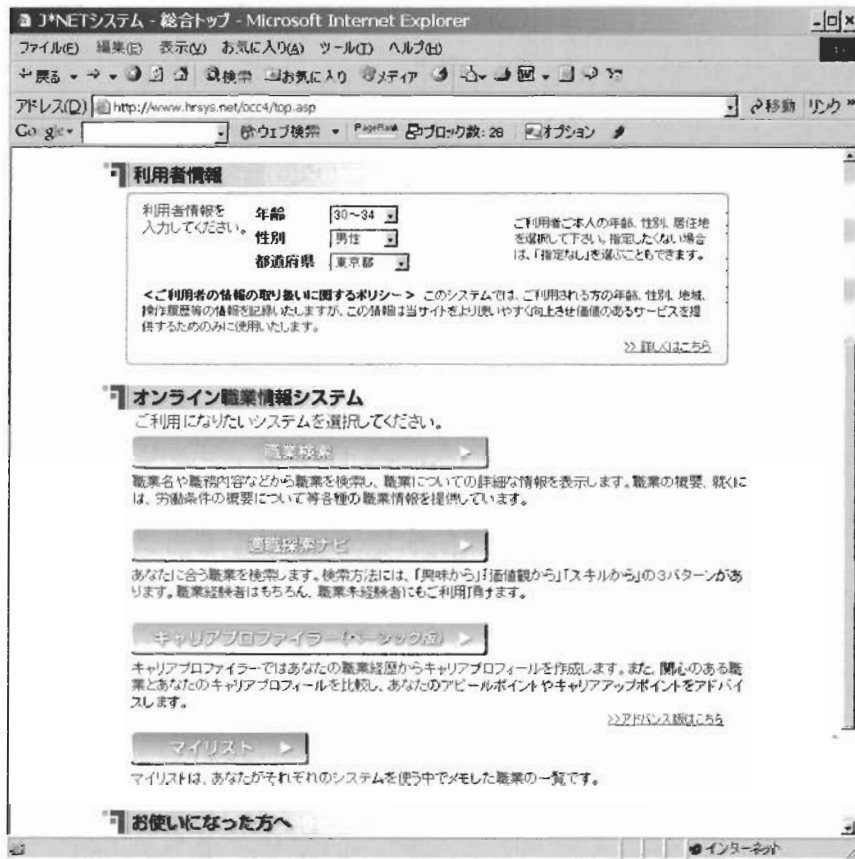 J*NETシステム - 総合トップ - Microsoft Internet Explorer
ファイル(F) 編集(E) 表示(V) お気に入り(A) ツール(T) ヘルプ(H)
戻る 検索 お気に入り メディア
アドレス(D) http://www.hrsys.net/occ4/top.asp 移動 リンク »
Go gle ウェブ検索 PageRank ブロック数: 28 オプション
利用者情報
利用者情報を
入力してください。
年齢 30～34
性別 男性
都道府県 東京都
ご利用者ご本人の年齢、性別、居住地
を選択して下さい。指定したくない場合
は、「指定なし」を選ぶこともできます。
<ご利用者の情報の取り扱いに関するポリシー> このシステムでは、ご利用される方の年齢、性別、地域、
操作履歴等の情報を記録いたしますが、この情報は当サイトをより使いやすく向上させ価値のあるサービスを提
供するためのみに使用いたします。
>> 詳しくはこちら
オンライン職業情報システム
ご利用になりたいシステムを選択してください。
職業検索
職業名や職務内容などから職業を検索し、職業についての詳細な情報を表示します。職業の概要、就くに
は、労働条件の概要について等各種の職業情報を提供しています。
適職探索ナビ
あなたに合う職業を検索します。検索方法には、「興味から」「価値観から」「スキルから」の3パターンがあ
ります。職業経験者はもちろん、職業未経験者にもご利用頂けます。
キャリアプロファイラー(ベーシック版)
キャリアプロファイラーではあなたの職業経歴からキャリアプロフィールを作成します。また、関心のある職
業とあなたのキャリアプロフィールを比較し、あなたのアピールポイントやキャリアアップポイントをアドバイ
スします。
>>アドバンス版はこちら
マイリスト
マイリストは、あなたがそれぞれのシステムを使う中でメモした職業の一覧です。
お使いになった方へ
インターネット